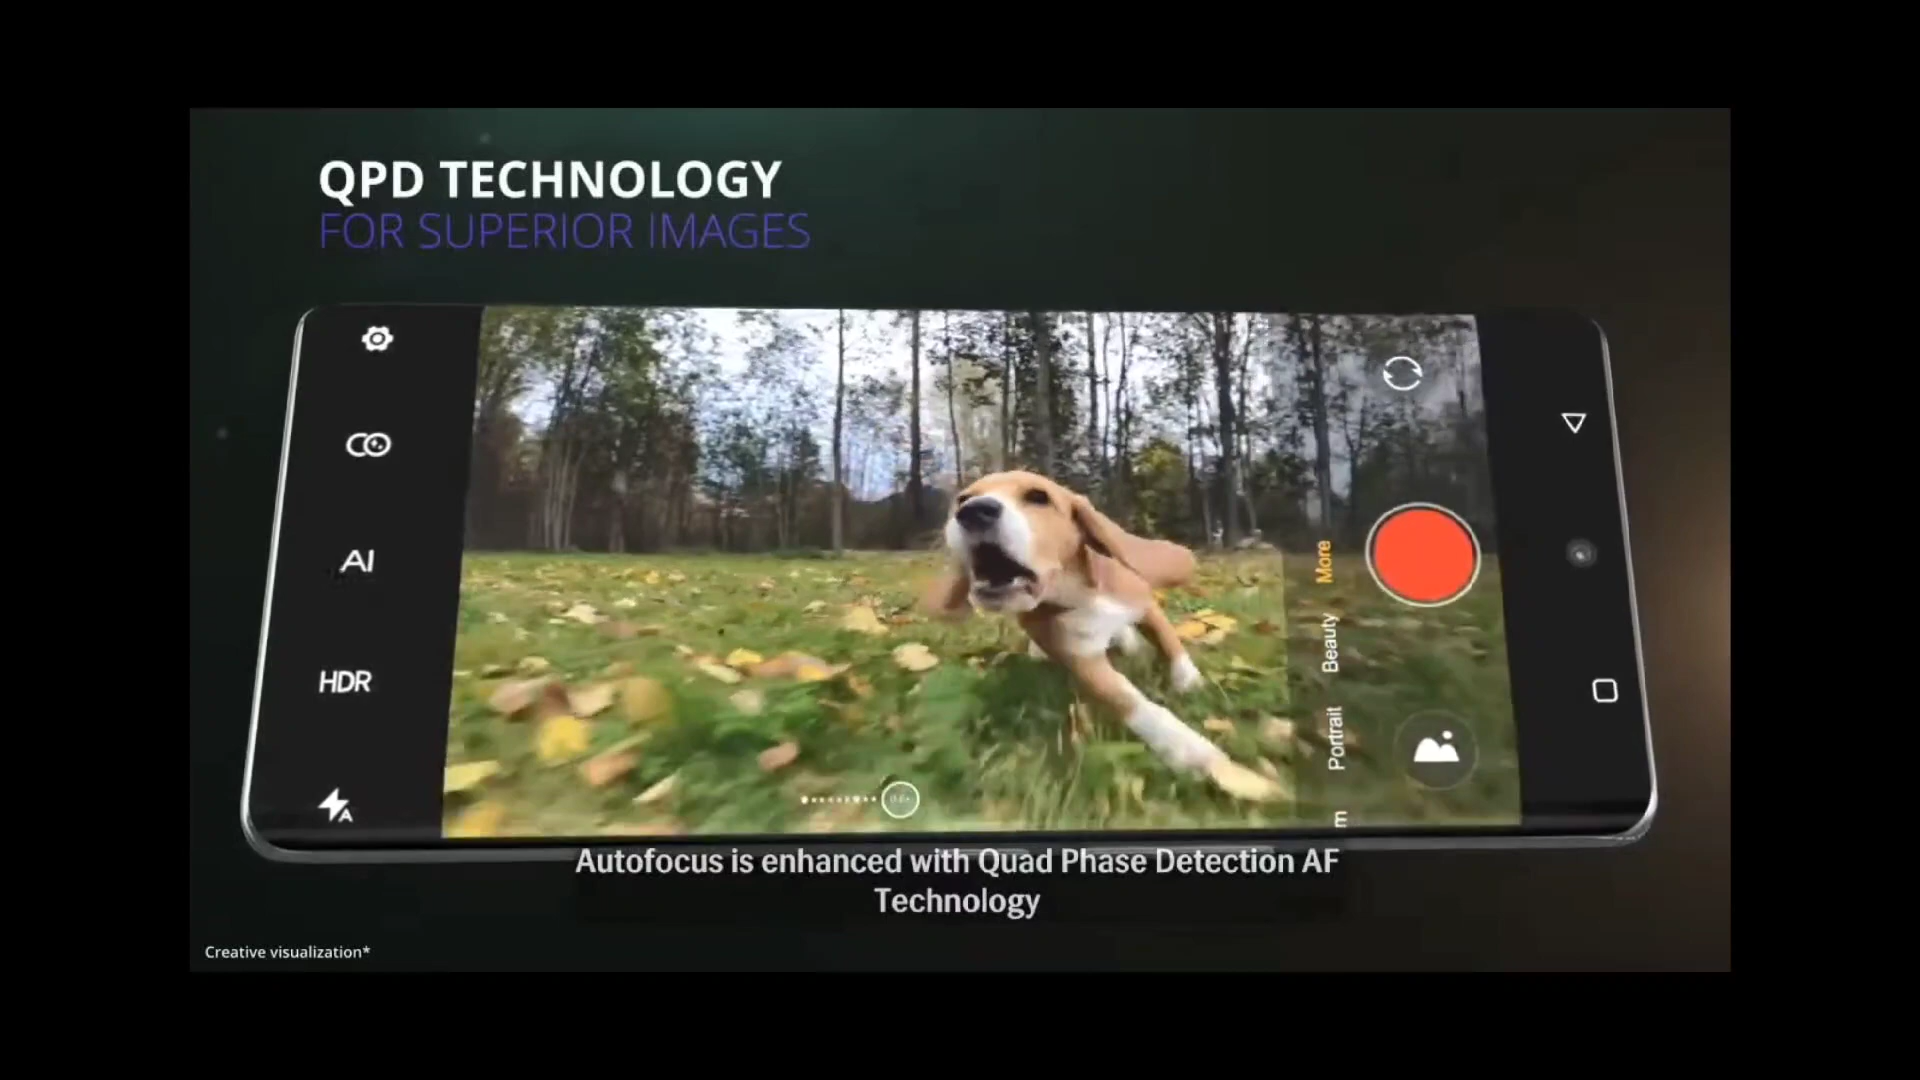 QPD TECHNOLOGY
FOR SUPERIOR IMAGES
AI
HDR
A
More
Beauty
Portrait
m
Autofocus is enhanced with Quad Phase Detection AF
Technology
Creative visualization*